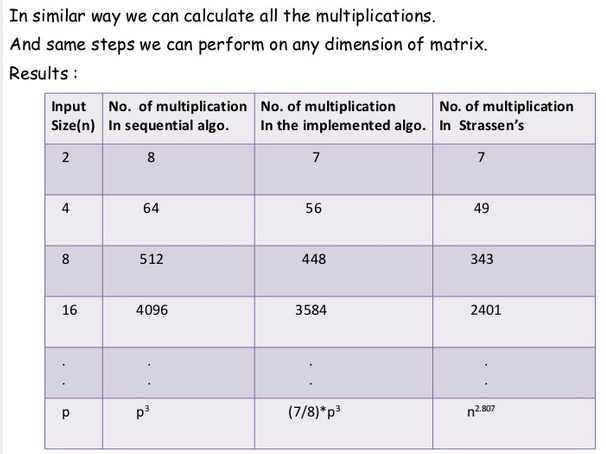 In similar way we can calculate all the multiplications.
And same steps we can perform on any dimension of matrix.
Results :
Input Size(n) No. of multiplication In sequential algo. No. of multiplication In the implemented algo. No. of multiplication In Strassen's
2 8 7 7
4 64 56 49
8 512 448 343
16 4096 3584 2401
. . . .
. . . .
p p³ (7/8)*p³ n²·⁸⁰⁷